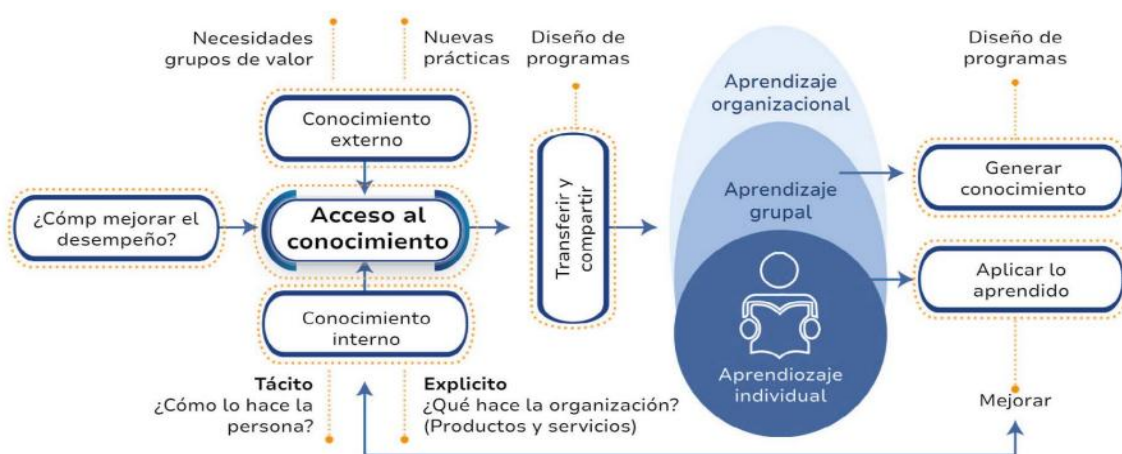 Necesidades
grupos de valor
Nuevas
prácticas
Diseño de
programas
Diseño de
programas
Conocimiento
externo
¿Cómp mejorar el
desempeño?
Acceso al
conocimiento
Conocimiento
interno
Tácito
¿Cómo lo hace la
persona?
Explicito
¿Qué hace la organización?
(Productos y servicios)
Transferir y
compartir
Aprendizaje
organizacional
Aprendizaje
grupal
Aprendiozaje
individual
Generar
conocimiento
Aplicar lo
aprendido
Mejorar